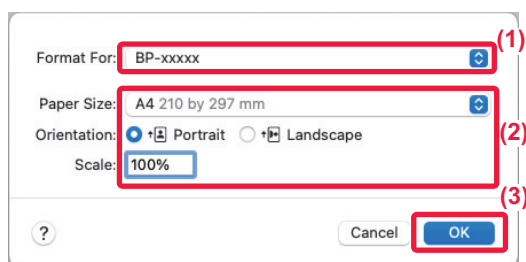 (1)
Format For: BP-xxxxx
Paper Size: A4 210 by 297 mm
Orientation: Portrait Landscape
(2)
Scale: 100%
(3)
? Cancel OK